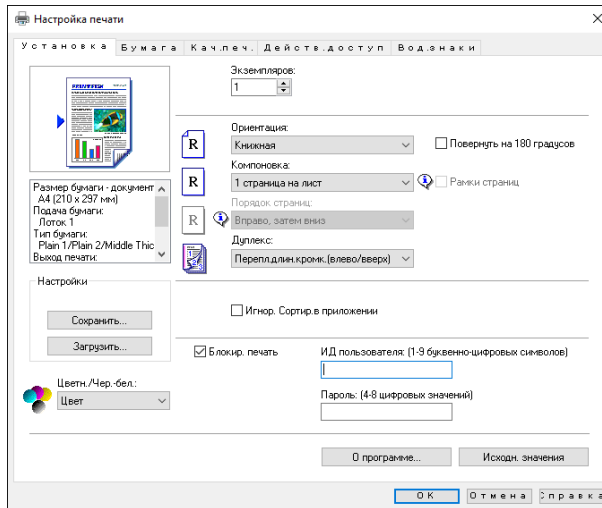 Настройка печати
Установка Бумага Кач.печ. Действ.доступ Вод.знаки
Экземпляров:
1
Ориентация:
R
Книжная
Повернуть на 180 градусов
Компоновка:
R
1 страница на лист
Рамки страниц
Порядок страниц:
R
Вправо, затем вниз
Дуплекс:
Перепл.длин.кромк.(влево/вверх)
Размер бумаги - документ
A4 (210 x 297 мм)
Подача бумаги:
Лоток 1
Тип бумаги:
Plain 1/Plain 2/Middle Thic
Выход печати:
Настройки
Сохранить...
Загрузить...
Игнор. Сортир.в приложении
Блокир. печать
ИД пользователя: (1-9 буквенно-цифровых символов)
Пароль: (4-8 цифровых значений)
Цветн./Чер.-бел.:
Цвет
О программе...
Исходн. значения
OK
Отмена
Справка